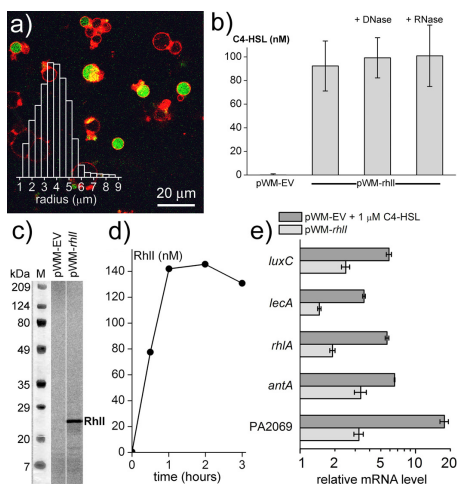 a)
1 2 3 4 5 6 7 8 9
radius (μm)
20 μm
b)
C4-HSL (nM)
+ DNase
+ RNase
120
100
80
60
40
20
0
pWM-EV
pWM-rhlI
c)
pWM-EV
pWM-rhlI
kDa M
209
124
80
49
35
29
20
7
RhlI
d)
RhlI (nM)
140
120
100
80
60
40
20
0
0 1 2 3
time (hours)
e)
pWM-EV + 1 μM C4-HSL
pWM-rhlI
luxC
lecA
rhlA
antA
PA2069
1 2 10 20
relative mRNA level